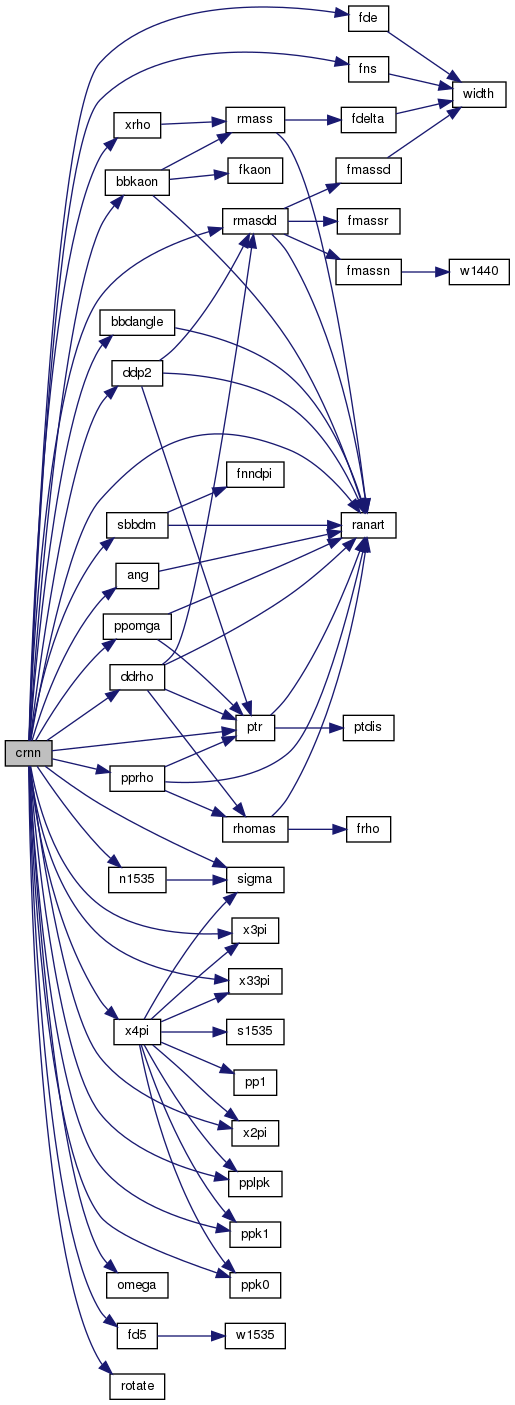 fde
fns
width
xrho
rmass
fdelta
bbkaon
fkaon
fmassd
rmasdd
fmassr
fmassn
w1440
bbdangle
ddp2
fnndpi
sbbdm
ranart
ang
ppomga
ddrho
ptr
ptdis
crnn
pprho
rhomas
frho
n1535
sigma
x3pi
x33pi
x4pi
s1535
pp1
x2pi
pplpk
ppk1
omega
ppk0
fd5
w1535
rotate